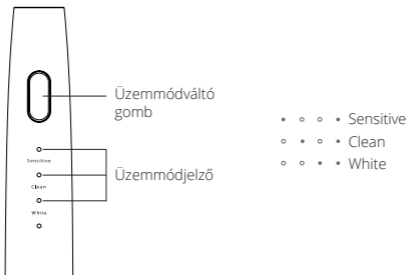 Üzemmódváltó
gomb
Sensitive
Clean
White
Üzemmódjelző
Sensitive
Clean
White